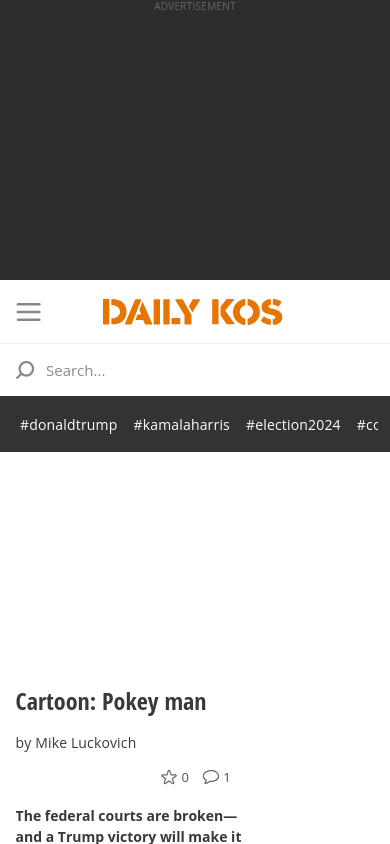 ADVERTISEMENT
DAILY KOS
Search...
#donaldtrump #kamalaharris #election2024
Cartoon: Pokey man
by Mike Luckovich
0 1
The federal courts are broken—
and a Trump victory will make it